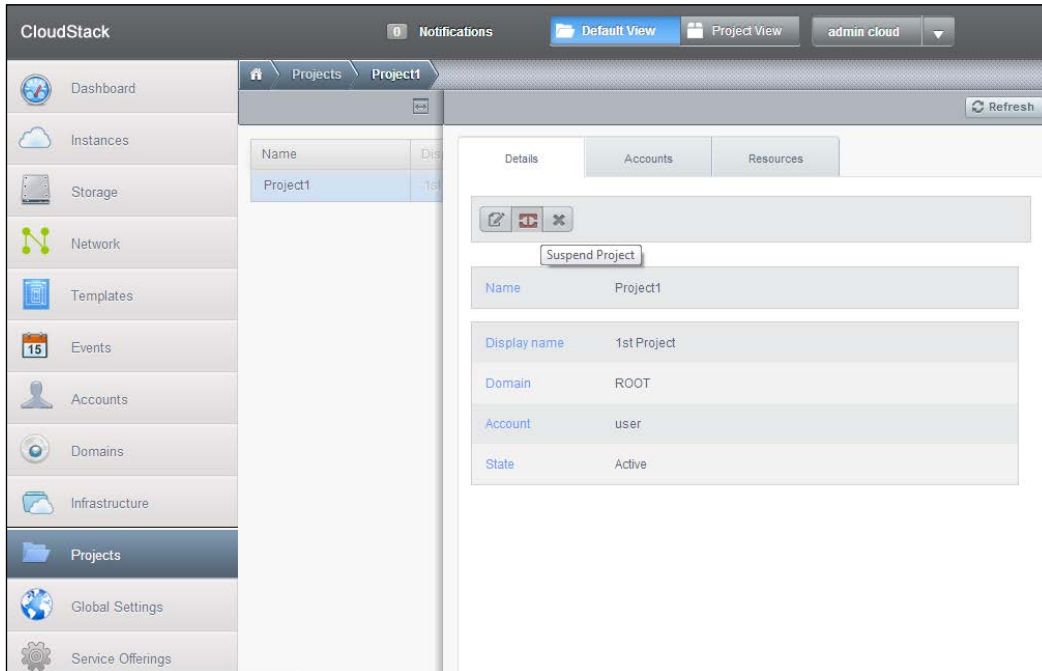 CloudStack
0 Notifications
Default View
Project View
admin cloud
Dashboard
Instances
Storage
Network
Templates
15
Events
Accounts
Domains
Infrastructure
Projects
Global Settings
Service Offerings
Projects
Project1
Refresh
Name
Dis
Project1
1st
Details
Accounts
Resources
Suspend Project
Name Project1
Display name 1st Project
Domain ROOT
Account user
State Active